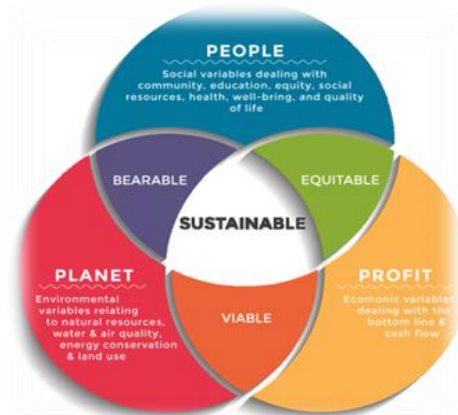 PEOPLE
Social variables dealing with
community, education, equity, social
resources, health, well-bring, and quality
of life
BEARABLE
EQUITABLE
SUSTAINABLE
PLANET
Environmental
variables relating
to natural resources,
water & air quality,
energy conservation
& land use
VIABLE
PROFIT
Ecomonic variables
dealing with the
bottom line &
cash flow